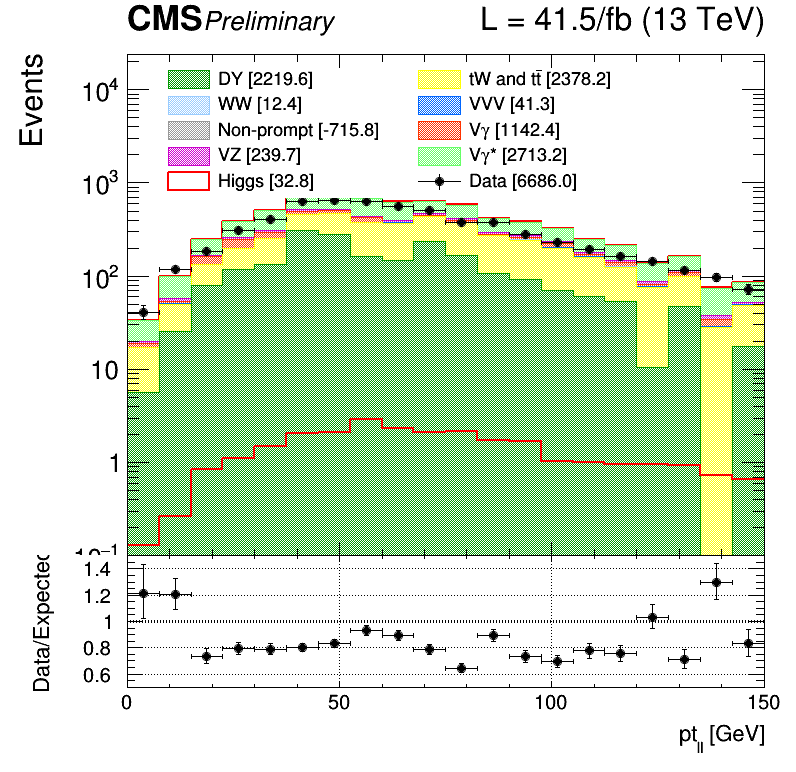 CMS Preliminary L = 41.5/fb (13 TeV)
Events
DY [2219.6] tW and tt̅ [2378.2]
WW [12.4] VVV [41.3]
Non-prompt [-715.8] Vγ [1142.4]
VZ [239.7] Vγ* [2713.2]
Higgs [32.8] Data [6686.0]
10⁴
10³
10²
10
1
10⁻¹
Data/Expected
1.4
1.2
1
0.8
0.6
0 50 100 150
pt_ll [GeV]